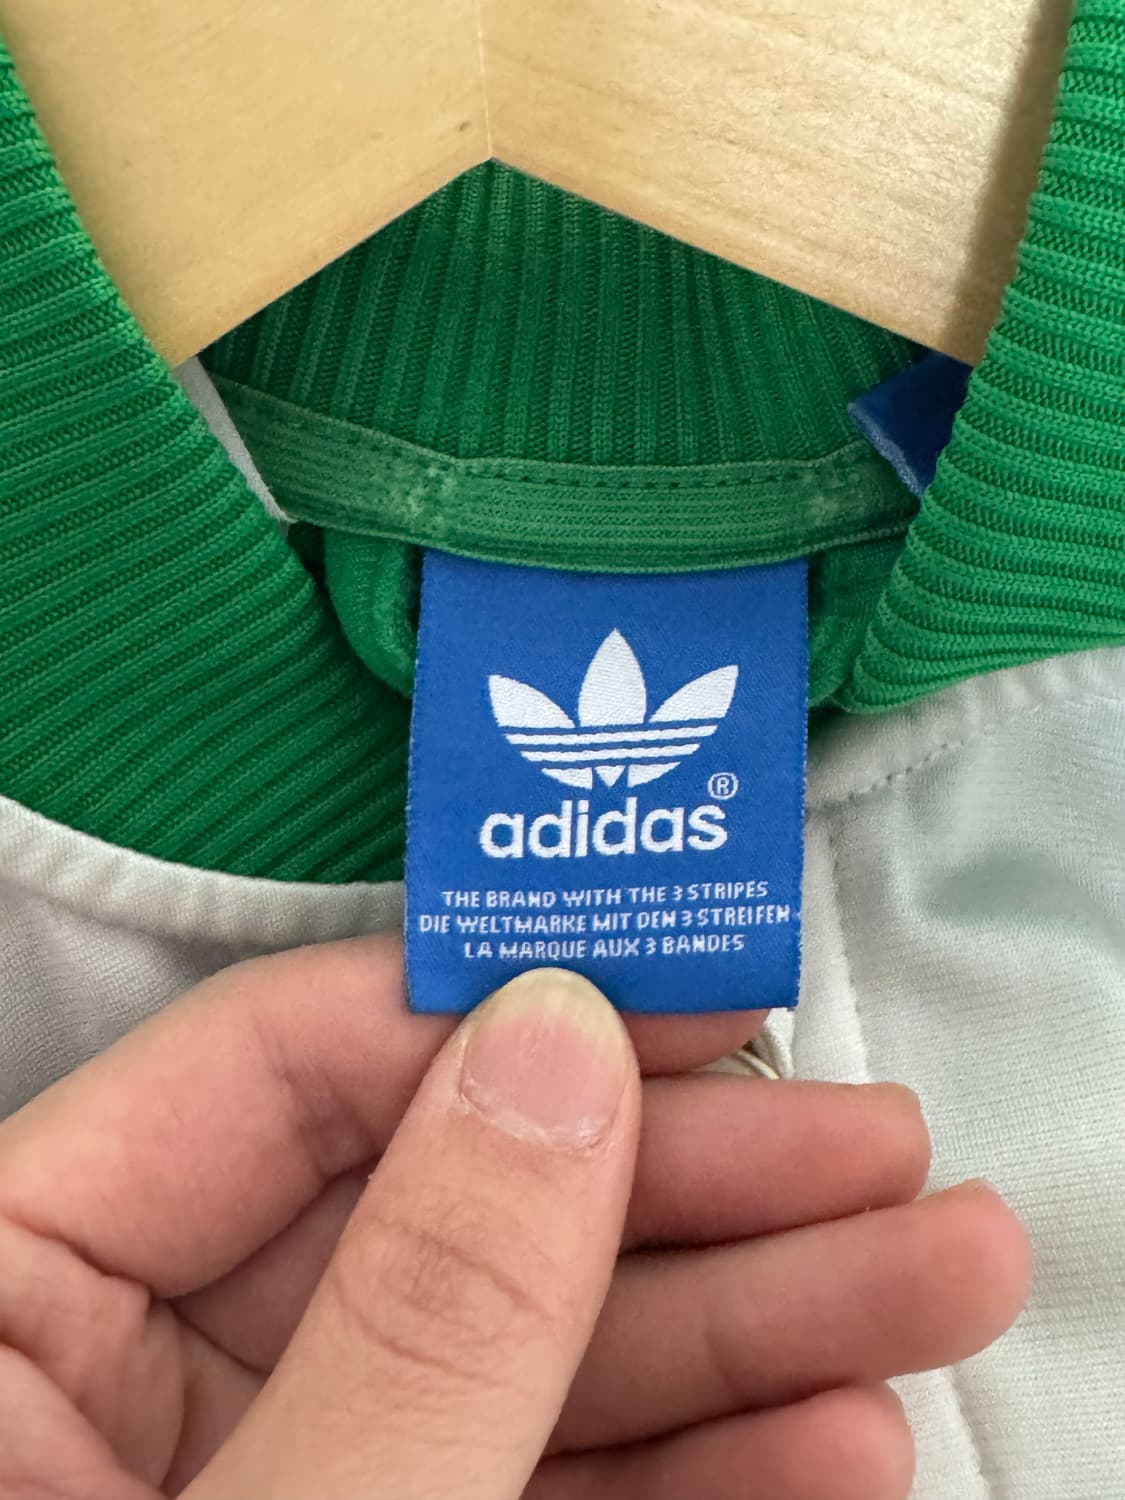 ®
adidas
THE BRAND WITH THE 3 STRIPES
DIE WELTMARKE MIT DEN 3 STREIFEN
LA MARQUE AUX 3 BANDES